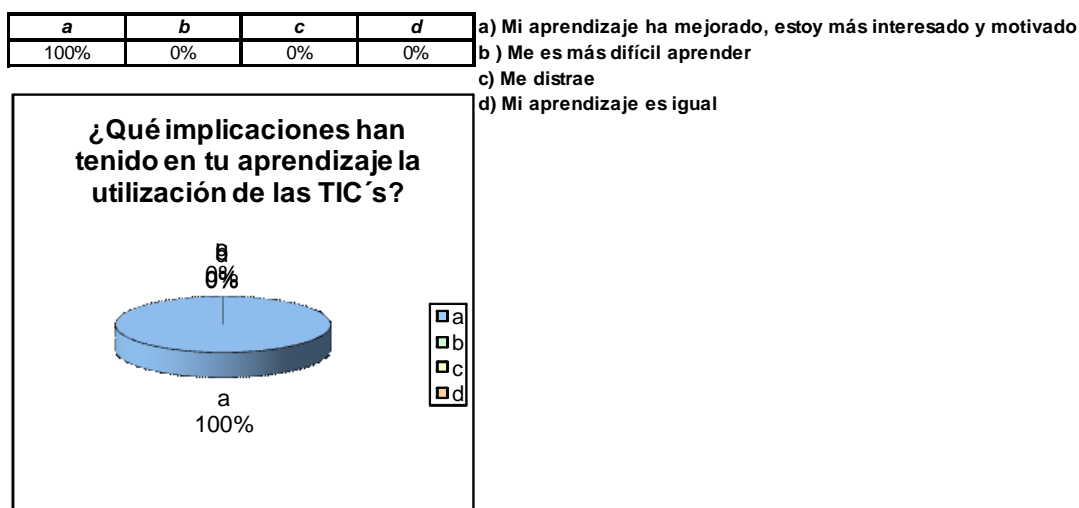 a b c d
100% 0% 0% 0%
a) Mi aprendizaje ha mejorado, estoy más interesado y motivado
b ) Me es más difícil aprender
c) Me distrae
d) Mi aprendizaje es igual
¿Qué implicaciones han
tenido en tu aprendizaje la
utilización de las TIC´s?
0%
a
100%
a
b
c
d